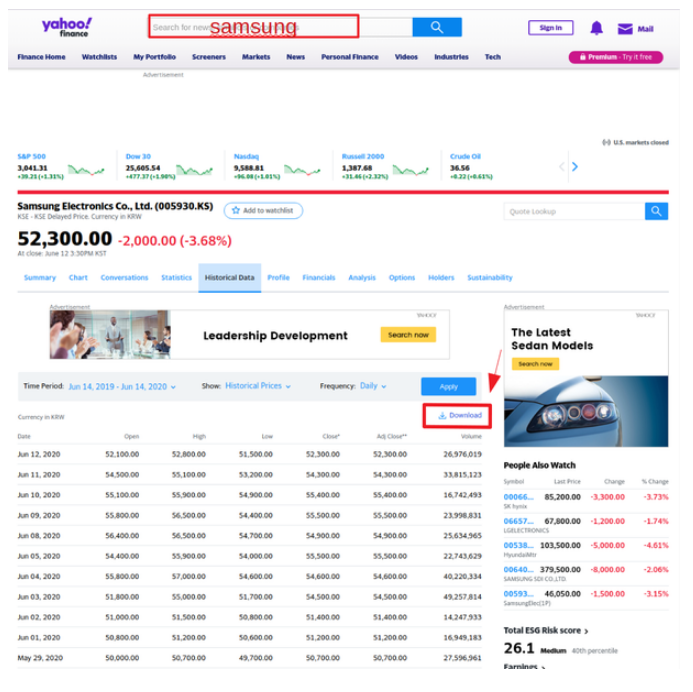 yahoo!
finance
Search for news
samsung
Sign In
Mail
Finance Home Watchlists My Portfolio Screeners Markets News Personal Finance Videos Industries Tech
Premium - Try it free
Advertisement
U.S. markets closed
S&P 500 Dow 30 Nasdaq Russell 2000 Crude Oil
3,041.31 25,605.54 9,588.81 1,387.68 36.56
+39.21 (+1.31%) +477.37 (+1.90%) +96.08 (+1.01%) +31.46 (+2.32%) +0.22 (+0.61%)
Samsung Electronics Co., Ltd. (005930.KS)
KSE - KSE Delayed Price. Currency in KRW
Add to watchlist
Quote Lookup
52,300.00 -2,000.00 (-3.68%)
At close: June 12 3:30PM KST
Summary Chart Conversations Statistics Historical Data Profile Financials Analysis Options Holders Sustainability
Advertisement
Leadership Development
Search now
Time Period: Jun 14, 2019 - Jun 14, 2020 Show: Historical Prices Frequency: Daily
Apply
Currency in KRW
Download
Date Open High Low Close* Adj Close** Volume
Jun 12, 2020 52,100.00 52,800.00 51,500.00 52,300.00 52,300.00 26,976,019
Jun 11, 2020 54,500.00 55,100.00 53,200.00 54,300.00 54,300.00 33,815,123
Jun 10, 2020 55,100.00 55,900.00 54,900.00 55,400.00 55,400.00 16,742,493
Jun 09, 2020 55,800.00 56,500.00 54,400.00 55,500.00 55,500.00 23,998,831
Jun 08, 2020 56,400.00 56,500.00 54,700.00 54,900.00 54,900.00 25,634,965
Jun 05, 2020 54,400.00 55,900.00 54,000.00 55,500.00 55,500.00 22,743,629
Jun 04, 2020 55,800.00 57,000.00 54,600.00 54,600.00 54,600.00 40,220,334
Jun 03, 2020 51,800.00 55,000.00 51,700.00 54,500.00 54,500.00 49,257,814
Jun 02, 2020 51,000.00 51,500.00 50,800.00 51,400.00 51,400.00 14,247,933
Jun 01, 2020 50,800.00 51,200.00 50,600.00 51,200.00 51,200.00 16,949,183
May 29, 2020 50,000.00 50,700.00 49,700.00 50,700.00 50,700.00 27,596,961
Advertisement
The Latest
Sedan Models
Search now
People Also Watch
Symbol Last Price Change % Change
00066... 85,200.00 -3,300.00 -3.73%
SK hynix
06657... 67,800.00 -1,200.00 -1.74%
LGELECTRONICS
00538... 103,500.00 -5,000.00 -4.61%
HyundaiMtr
00640... 379,500.00 -8,000.00 -2.06%
SAMSUNG SDI CO.,LTD.
00593... 46,050.00 -1,500.00 -3.15%
SamsungElec(1P)
Total ESG Risk score
26.1 Medium 40th percentile
Earnings